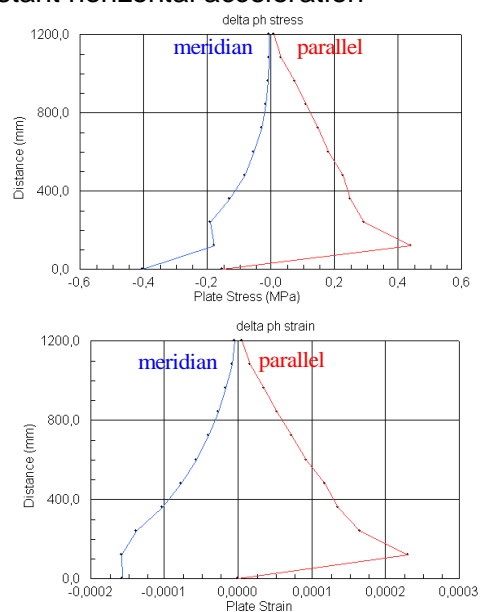 stant horizontal acceleration
delta ph stress
1200,0
meridian
parallel
800,0
Distance (mm)
400,0
0,0
-0,6
-0,4
-0,2
-0,0
0,2
0,4
0,6
Plate Stress (MPa)
delta ph strain
1200,0
meridian
parallel
800,0
Distance (mm)
400,0
0,0
-0,0002
-0,0001
0,0000
0,0001
0,0002
0,0003
Plate Strain